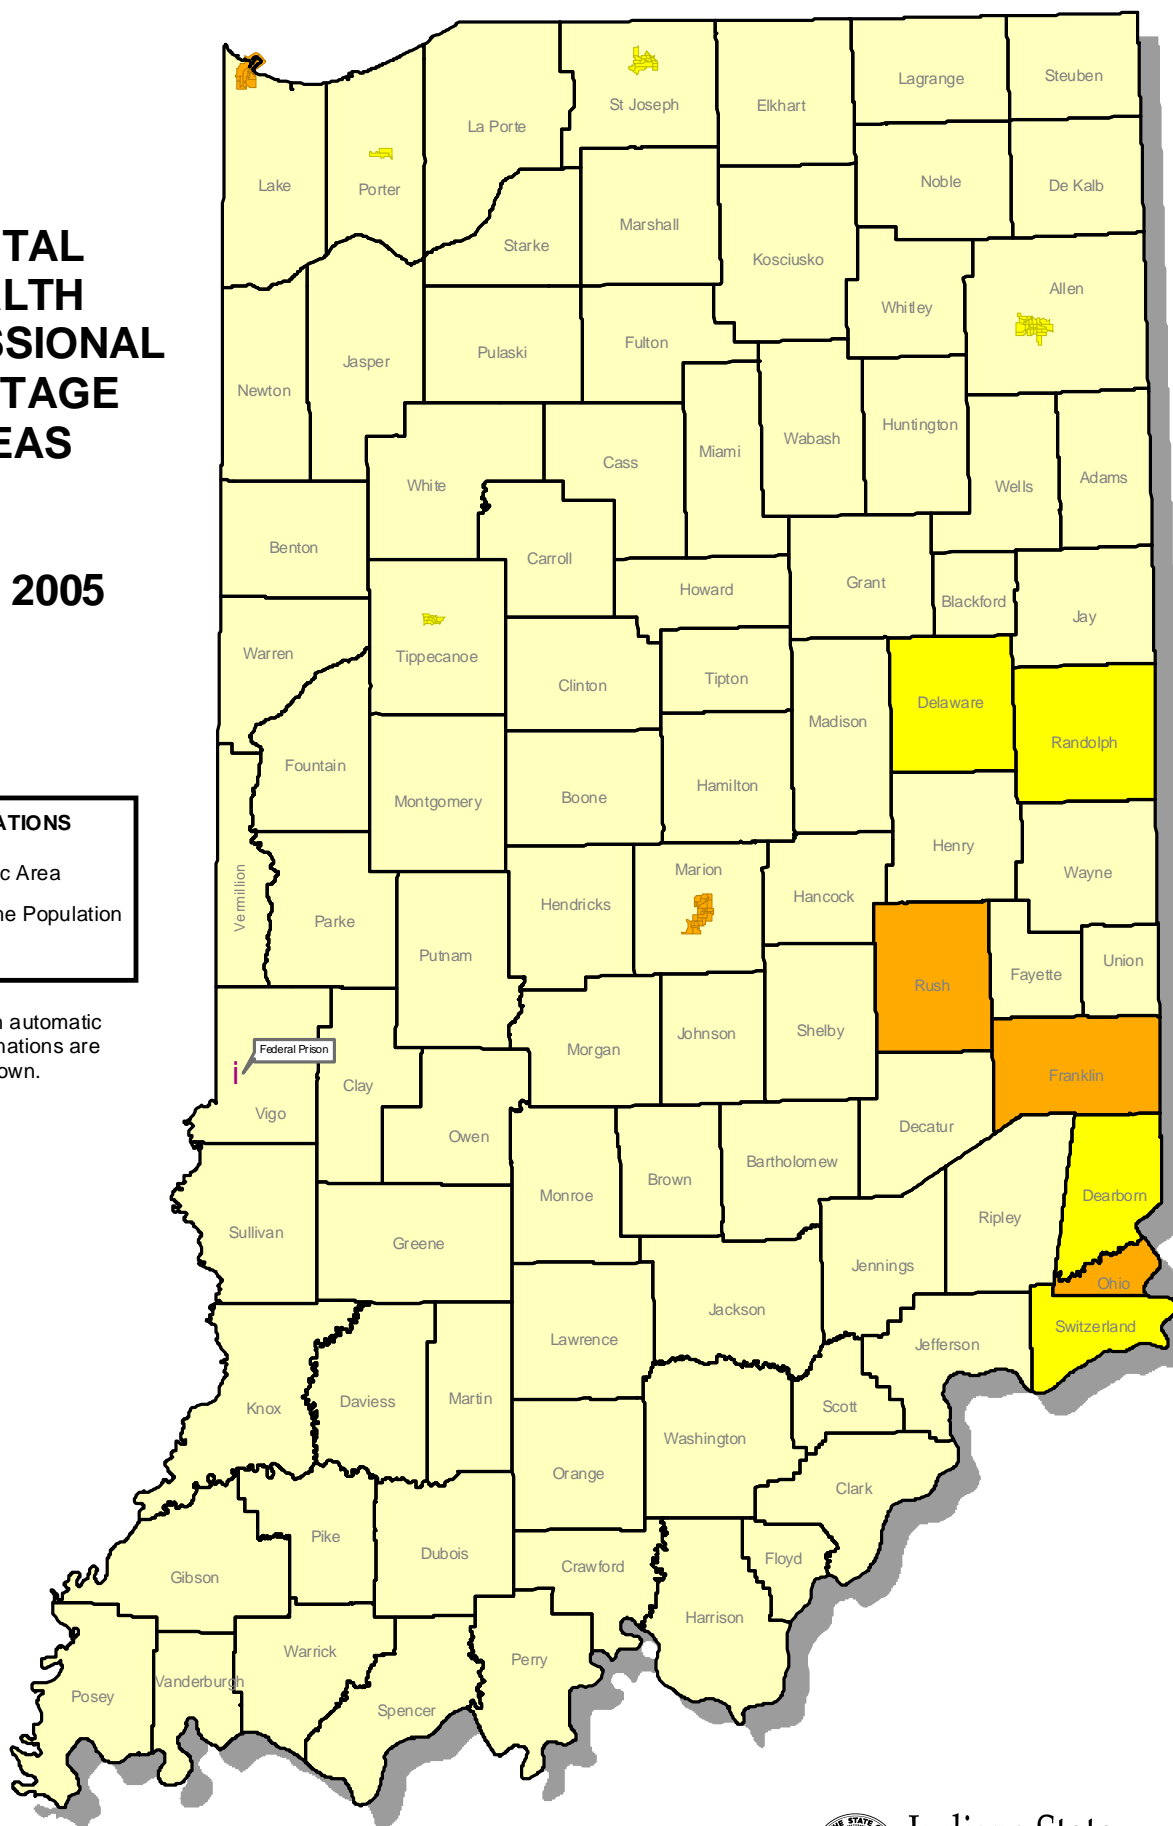 TAL
LTH
SSIONAL
TAGE
EAS
2005
ATIONS
c Area
ne Population
n automatic
nations are
own.
Lake
Porter
La Porte
St Joseph
Elkhart
Lagrange
Steuben
Noble
De Kalb
Starke
Marshall
Kosciusko
Whitley
Allen
Newton
Jasper
Pulaski
Fulton
White
Cass
Miami
Wabash
Huntington
Wells
Adams
Benton
Carroll
Howard
Grant
Blackford
Jay
Warren
Tippecanoe
Clinton
Tipton
Madison
Delaware
Randolph
Fountain
Montgomery
Boone
Hamilton
Henry
Wayne
Vermillion
Parke
Putnam
Hendricks
Marion
Hancock
Rush
Fayette
Union
Federal Prison
i
Vigo
Clay
Owen
Morgan
Johnson
Shelby
Franklin
Decatur
Sullivan
Greene
Monroe
Brown
Bartholomew
Jennings
Ripley
Dearborn
Ohio
Switzerland
Jefferson
Jackson
Lawrence
Knox
Daviess
Martin
Scott
Washington
Orange
Clark
Gibson
Pike
Dubois
Crawford
Floyd
Harrison
Posey
Vanderburgh
Warrick
Spencer
Perry
THE STATE
Indiana State